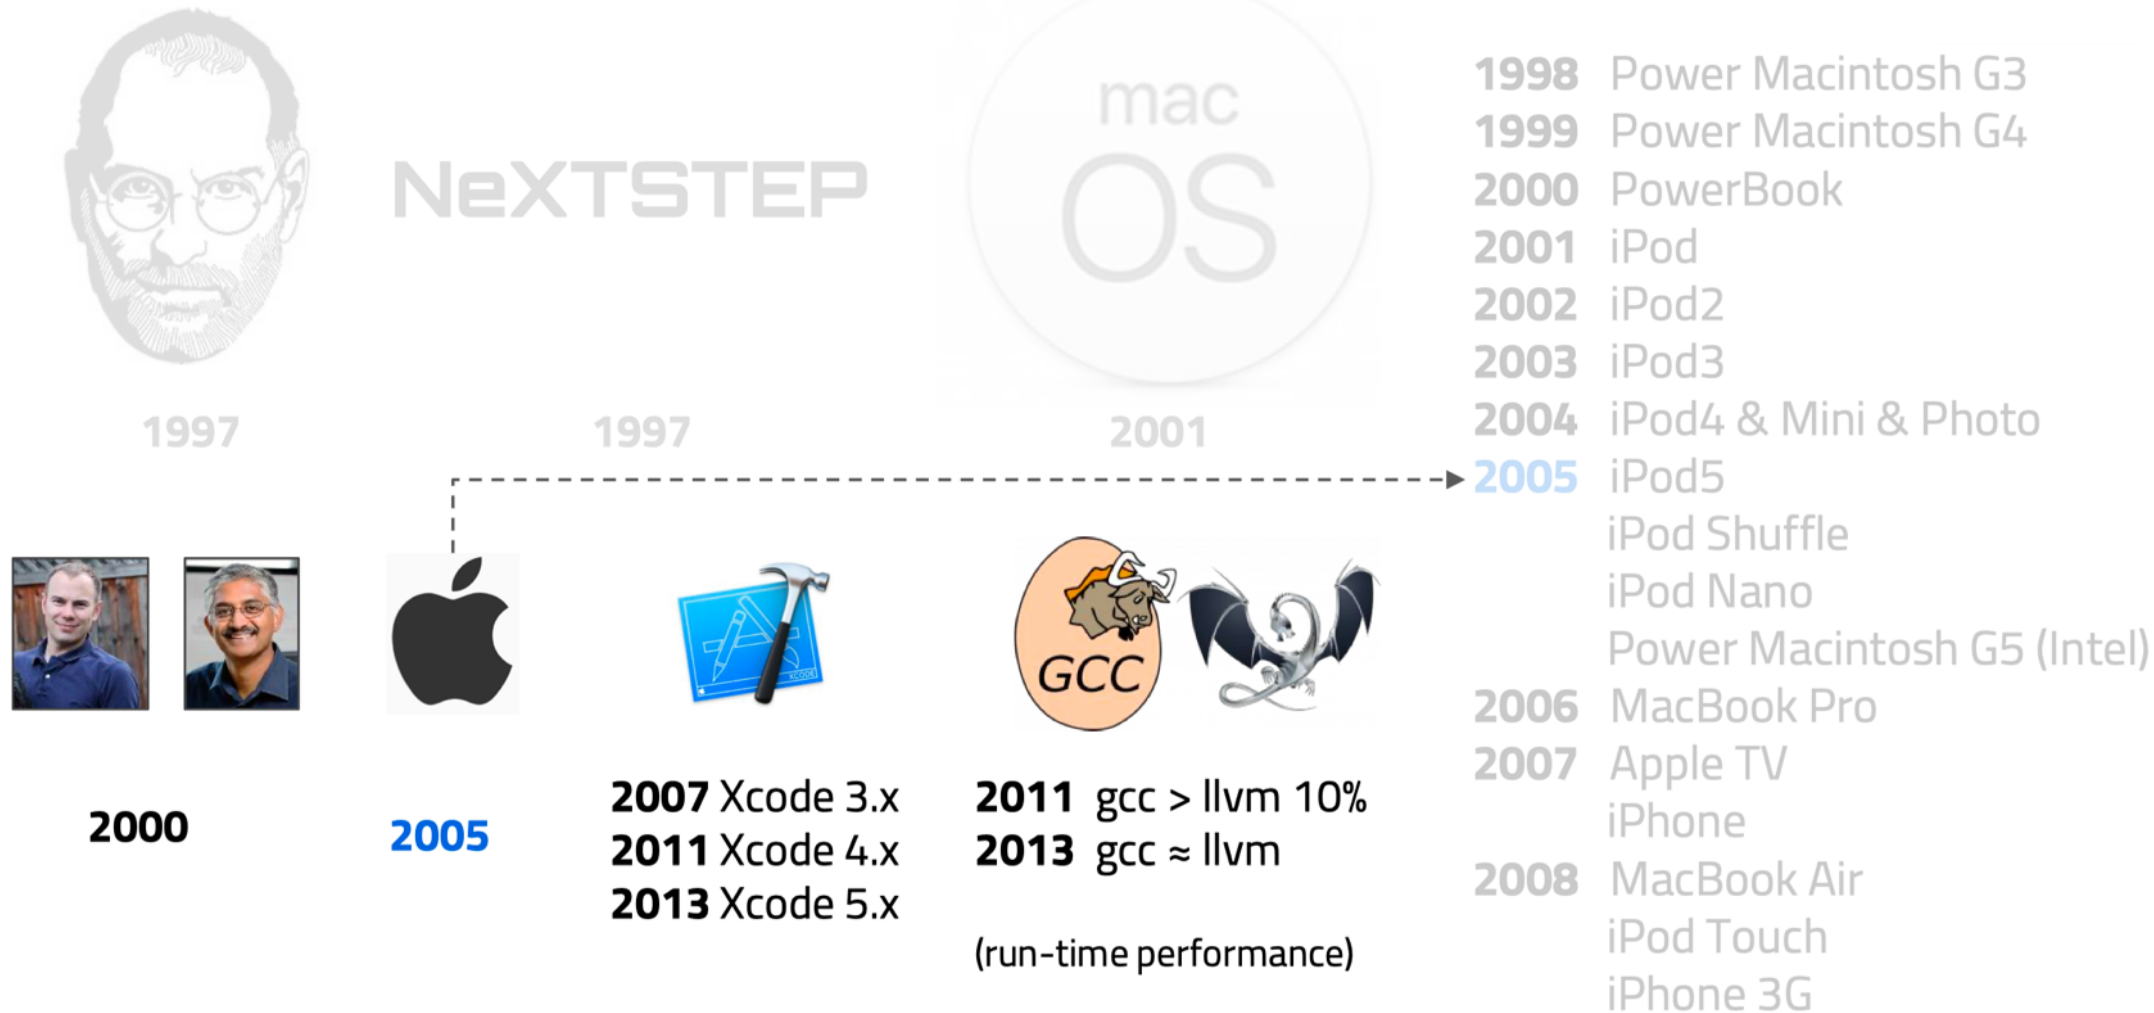 NeXTSTEP
mac
OS
1997
1997
2001
1998 Power Macintosh G3
1999 Power Macintosh G4
2000 PowerBook
2001 iPod
2002 iPod2
2003 iPod3
2004 iPod4 & Mini & Photo
2005 iPod5
iPod Shuffle
iPod Nano
Power Macintosh G5 (Intel)
2006 MacBook Pro
2007 Apple TV
iPhone
2008 MacBook Air
iPod Touch
iPhone 3G
XCODE
GCC
2000
2005
2007 Xcode 3.x
2011 Xcode 4.x
2013 Xcode 5.x
2011 gcc > llvm 10%
2013 gcc ≈ llvm
(run-time performance)